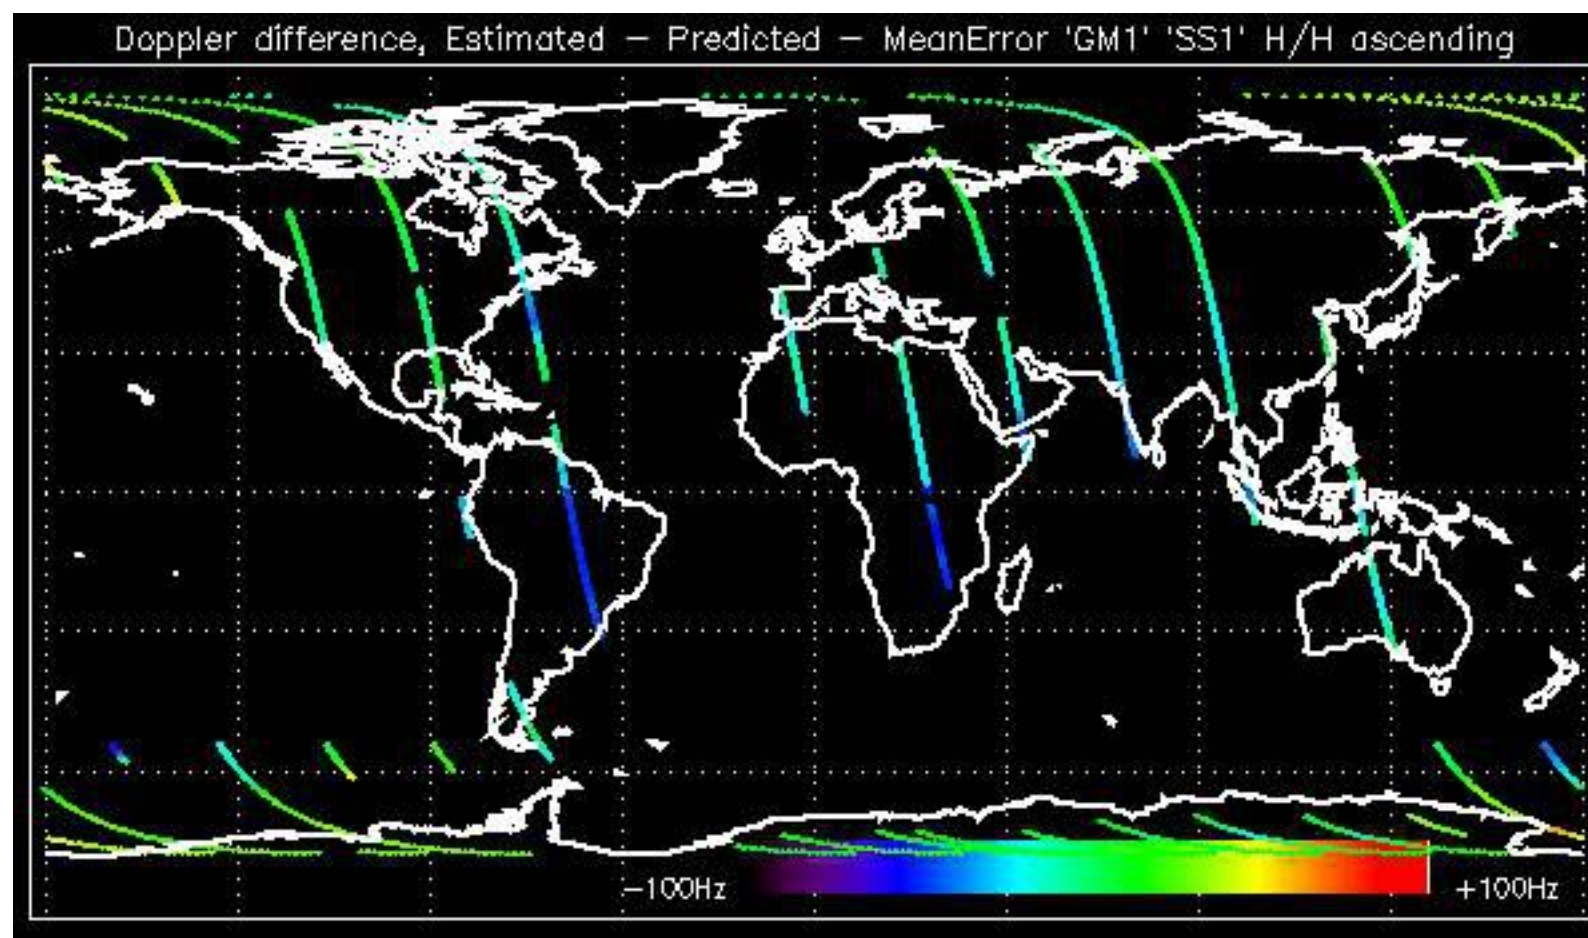 Doppler difference, Estimated – Predicted – MeanError 'GM1' 'SS1' H/H ascending
-100Hz +100Hz